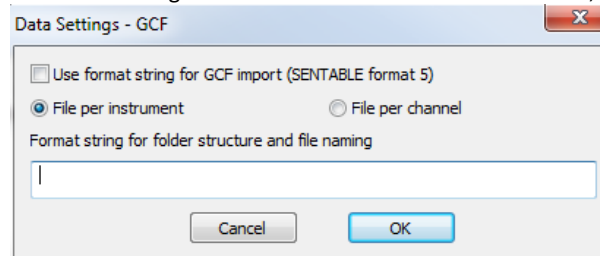 Data Settings - GCF
Use format string for GCF import (SENTABLE format 5)
File per instrument File per channel
Format string for folder structure and file naming
Cancel OK